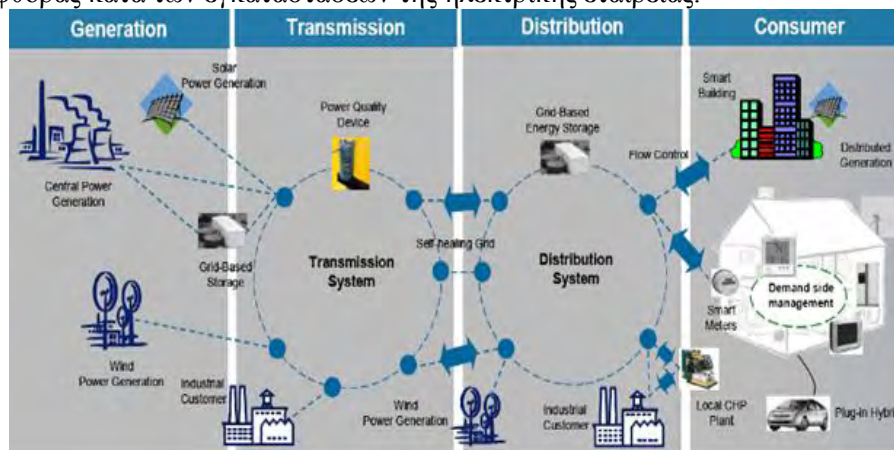 Generation
Transmission
Distribution
Consumer
Solar
Power Generation
Central Power
Generation
Grid-Based
Storage
Wind
Power Generation
Power Quality
Device
Transmission
System
Industrial
Customer
Wind
Power Generation
Self-healing Grid
Grid-Based
Energy Storage
Flow Control
Distribution
System
Industrial
Customer
Local CHP
Plant
Smart
Building
Distributed
Generation
Demand side
management
Smart
Meters
Plug-in Hybri